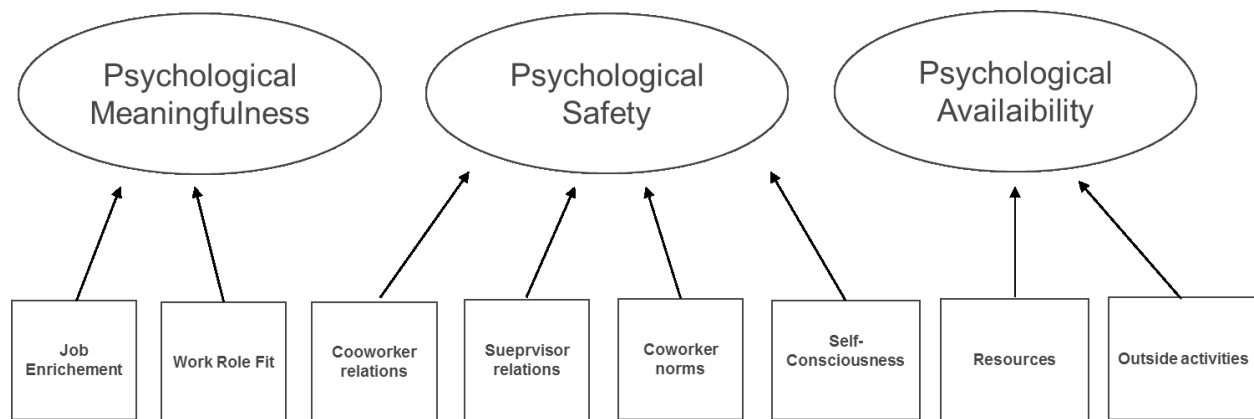 Psychological
Meaningfulness
Psychological
Safety
Psychological
Availaibility
Job
Enrichement
Work Role Fit
Cooworker
relations
Sueprvisor
relations
Coworker
norms
Self-
Consciousness
Resources
Outside activities